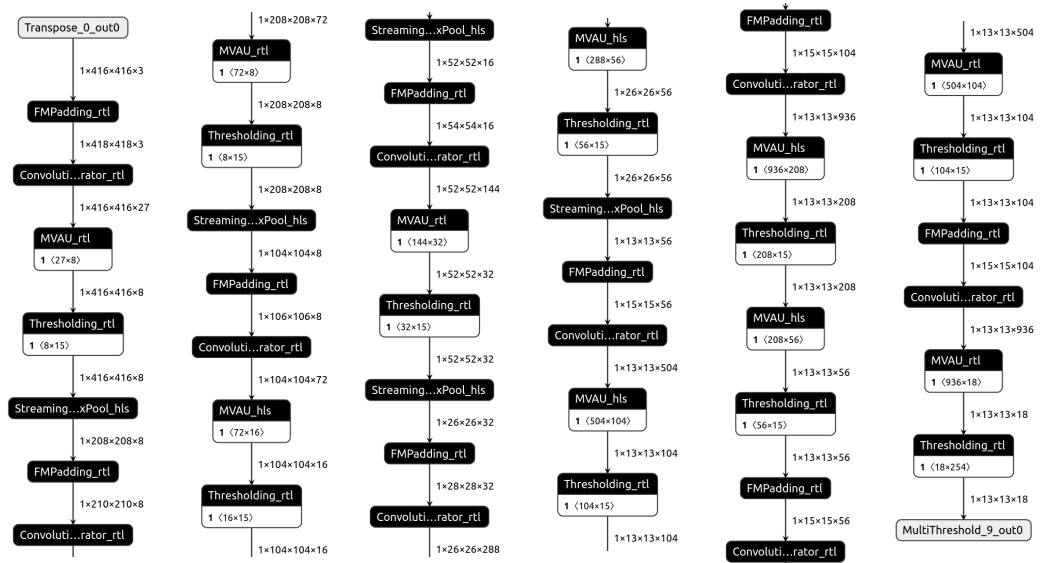 Transpose_0_out0
1×416×416×3
FMPadding_rtl
1×418×418×3
Convoluti…rator_rtl
1×416×416×27
MVAU_rtl
1 〈27×8〉
1×416×416×8
Thresholding_rtl
1 〈8×15〉
1×416×416×8
Streaming…xPool_hls
1×208×208×8
FMPadding_rtl
1×210×210×8
Convoluti…rator_rtl
1×208×208×72
MVAU_rtl
1 〈72×8〉
1×208×208×8
Thresholding_rtl
1 〈8×15〉
1×208×208×8
Streaming…xPool_hls
1×104×104×8
FMPadding_rtl
1×106×106×8
Convoluti…rator_rtl
1×104×104×72
MVAU_hls
1 〈72×16〉
1×104×104×16
Thresholding_rtl
1 〈16×15〉
1×104×104×16
Streaming…xPool_hls
1×52×52×16
FMPadding_rtl
1×54×54×16
Convoluti…rator_rtl
1×52×52×144
MVAU_rtl
1 〈144×32〉
1×52×52×32
Thresholding_rtl
1 〈32×15〉
1×52×52×32
Streaming…xPool_hls
1×26×26×32
FMPadding_rtl
1×28×28×32
Convoluti…rator_rtl
1×26×26×288
MVAU_hls
1 〈288×56〉
1×26×26×56
Thresholding_rtl
1 〈56×15〉
1×26×26×56
Streaming…xPool_hls
1×13×13×56
FMPadding_rtl
1×15×15×56
Convoluti…rator_rtl
1×13×13×504
MVAU_hls
1 〈504×104〉
1×13×13×104
Thresholding_rtl
1 〈104×15〉
1×13×13×104
FMPadding_rtl
1×15×15×104
Convoluti…rator_rtl
1×13×13×936
MVAU_hls
1 〈936×208〉
1×13×13×208
Thresholding_rtl
1 〈208×15〉
1×13×13×208
MVAU_hls
1 〈208×56〉
1×13×13×56
Thresholding_rtl
1 〈56×15〉
1×13×13×56
FMPadding_rtl
1×15×15×56
Convoluti…rator_rtl
1×13×13×504
MVAU_rtl
1 〈504×104〉
1×13×13×104
Thresholding_rtl
1 〈104×15〉
1×13×13×104
FMPadding_rtl
1×15×15×104
Convoluti…rator_rtl
1×13×13×936
MVAU_rtl
1 〈936×18〉
1×13×13×18
Thresholding_rtl
1 〈18×254〉
1×13×13×18
MultiThreshold_9_out0